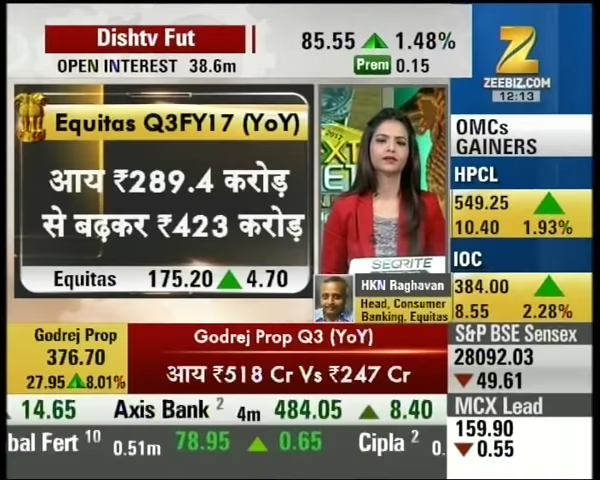 Dishtv Fut
85.55 1.48%
OPEN INTEREST 38.6m
Prem 0.15
Z
ZEEBIZ.COM
12:13
Equitas Q3FY17 (YoY)
आय ₹289.4 करोड़
से बढ़कर ₹423 करोड़
Equitas 175.20 4.70
2017
SEQRITE
HKN Raghavan
Head, Consumer
Banking, Equitas
OMCs
GAINERS
HPCL
549.25
10.40 1.93%
IOC
384.00
8.55 2.28%
Godrej Prop
376.70
27.95 8.01%
Godrej Prop Q3 (YoY)
आय ₹518 Cr Vs ₹247 Cr
S&P BSE Sensex
28092.03
49.61
MCX Lead
159.90
0.55
14.65 Axis Bank 2 4m 484.05 8.40
bal Fert 10 0.51m 78.95 0.65 Cipla 2 0.